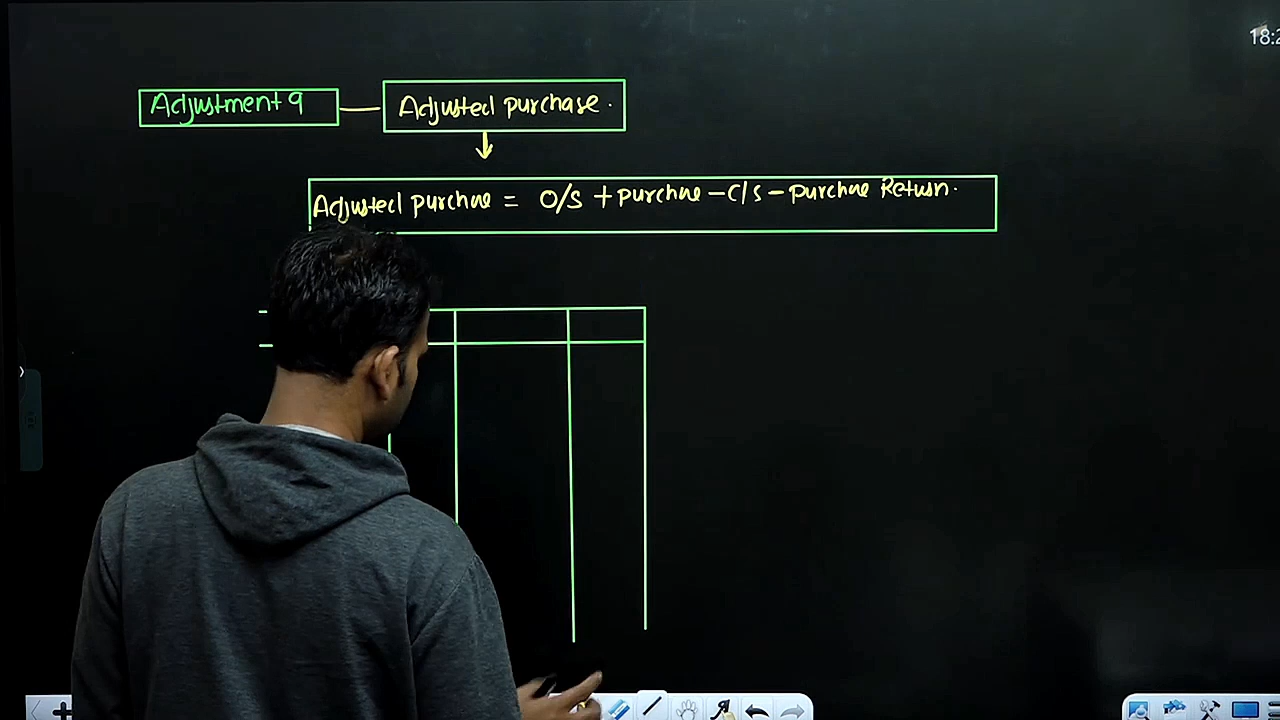 18:2
Adjustment 9
Adjusted purchase.
Adjusted purchase = O/S + purchase - C/S - purchase Return.